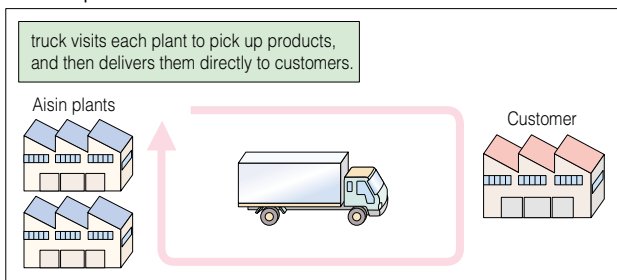 truck visits each plant to pick up products,
and then delivers them directly to customers.
Aisin plants
Customer